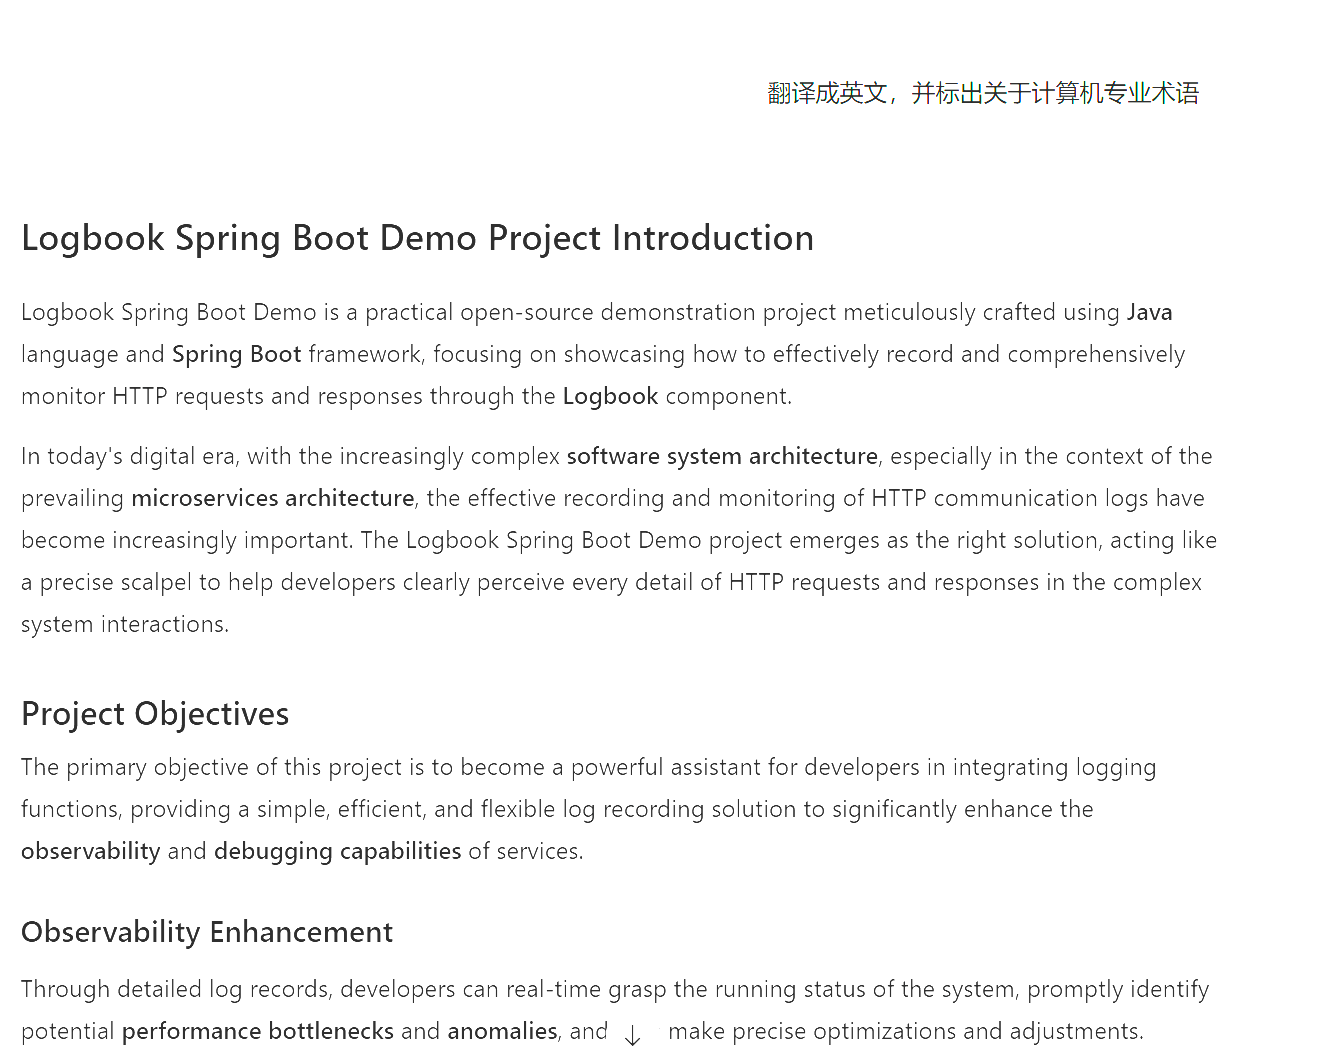 翻译成英文，并标出关于计算机专业术语
Logbook Spring Boot Demo Project Introduction
Logbook Spring Boot Demo is a practical open-source demonstration project meticulously crafted using Java
language and Spring Boot framework, focusing on showcasing how to effectively record and comprehensively
monitor HTTP requests and responses through the Logbook component.
In today's digital era, with the increasingly complex software system architecture, especially in the context of the
prevailing microservices architecture, the effective recording and monitoring of HTTP communication logs have
become increasingly important. The Logbook Spring Boot Demo project emerges as the right solution, acting like
a precise scalpel to help developers clearly perceive every detail of HTTP requests and responses in the complex
system interactions.
Project Objectives
The primary objective of this project is to become a powerful assistant for developers in integrating logging
functions, providing a simple, efficient, and flexible log recording solution to significantly enhance the
observability and debugging capabilities of services.
Observability Enhancement
Through detailed log records, developers can real-time grasp the running status of the system, promptly identify
potential performance bottlenecks and anomalies, and make precise optimizations and adjustments.